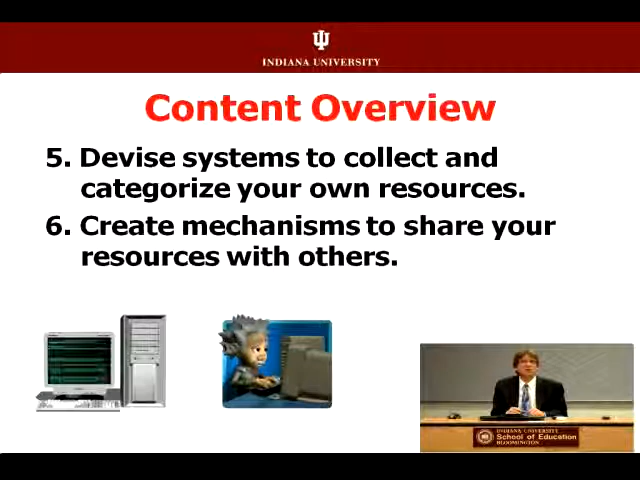 INDIANA UNIVERSITY
Content Overview
5. Devise systems to collect and
categorize your own resources.
6. Create mechanisms to share your
resources with others.
INDIANA UNIVERSITY
School of Education
BLOOMINGTON